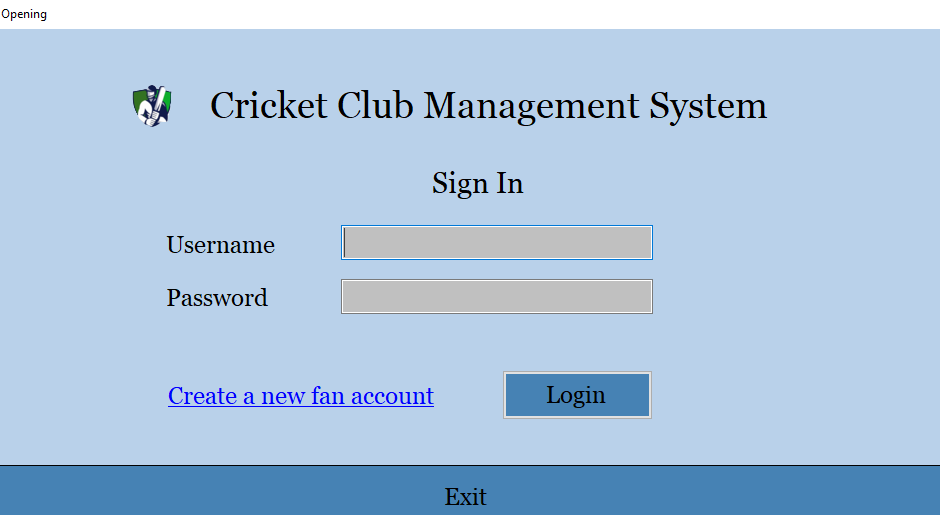 Opening
Cricket Club Management System
Sign In
Username
Password
Create a new fan account
Login
Exit